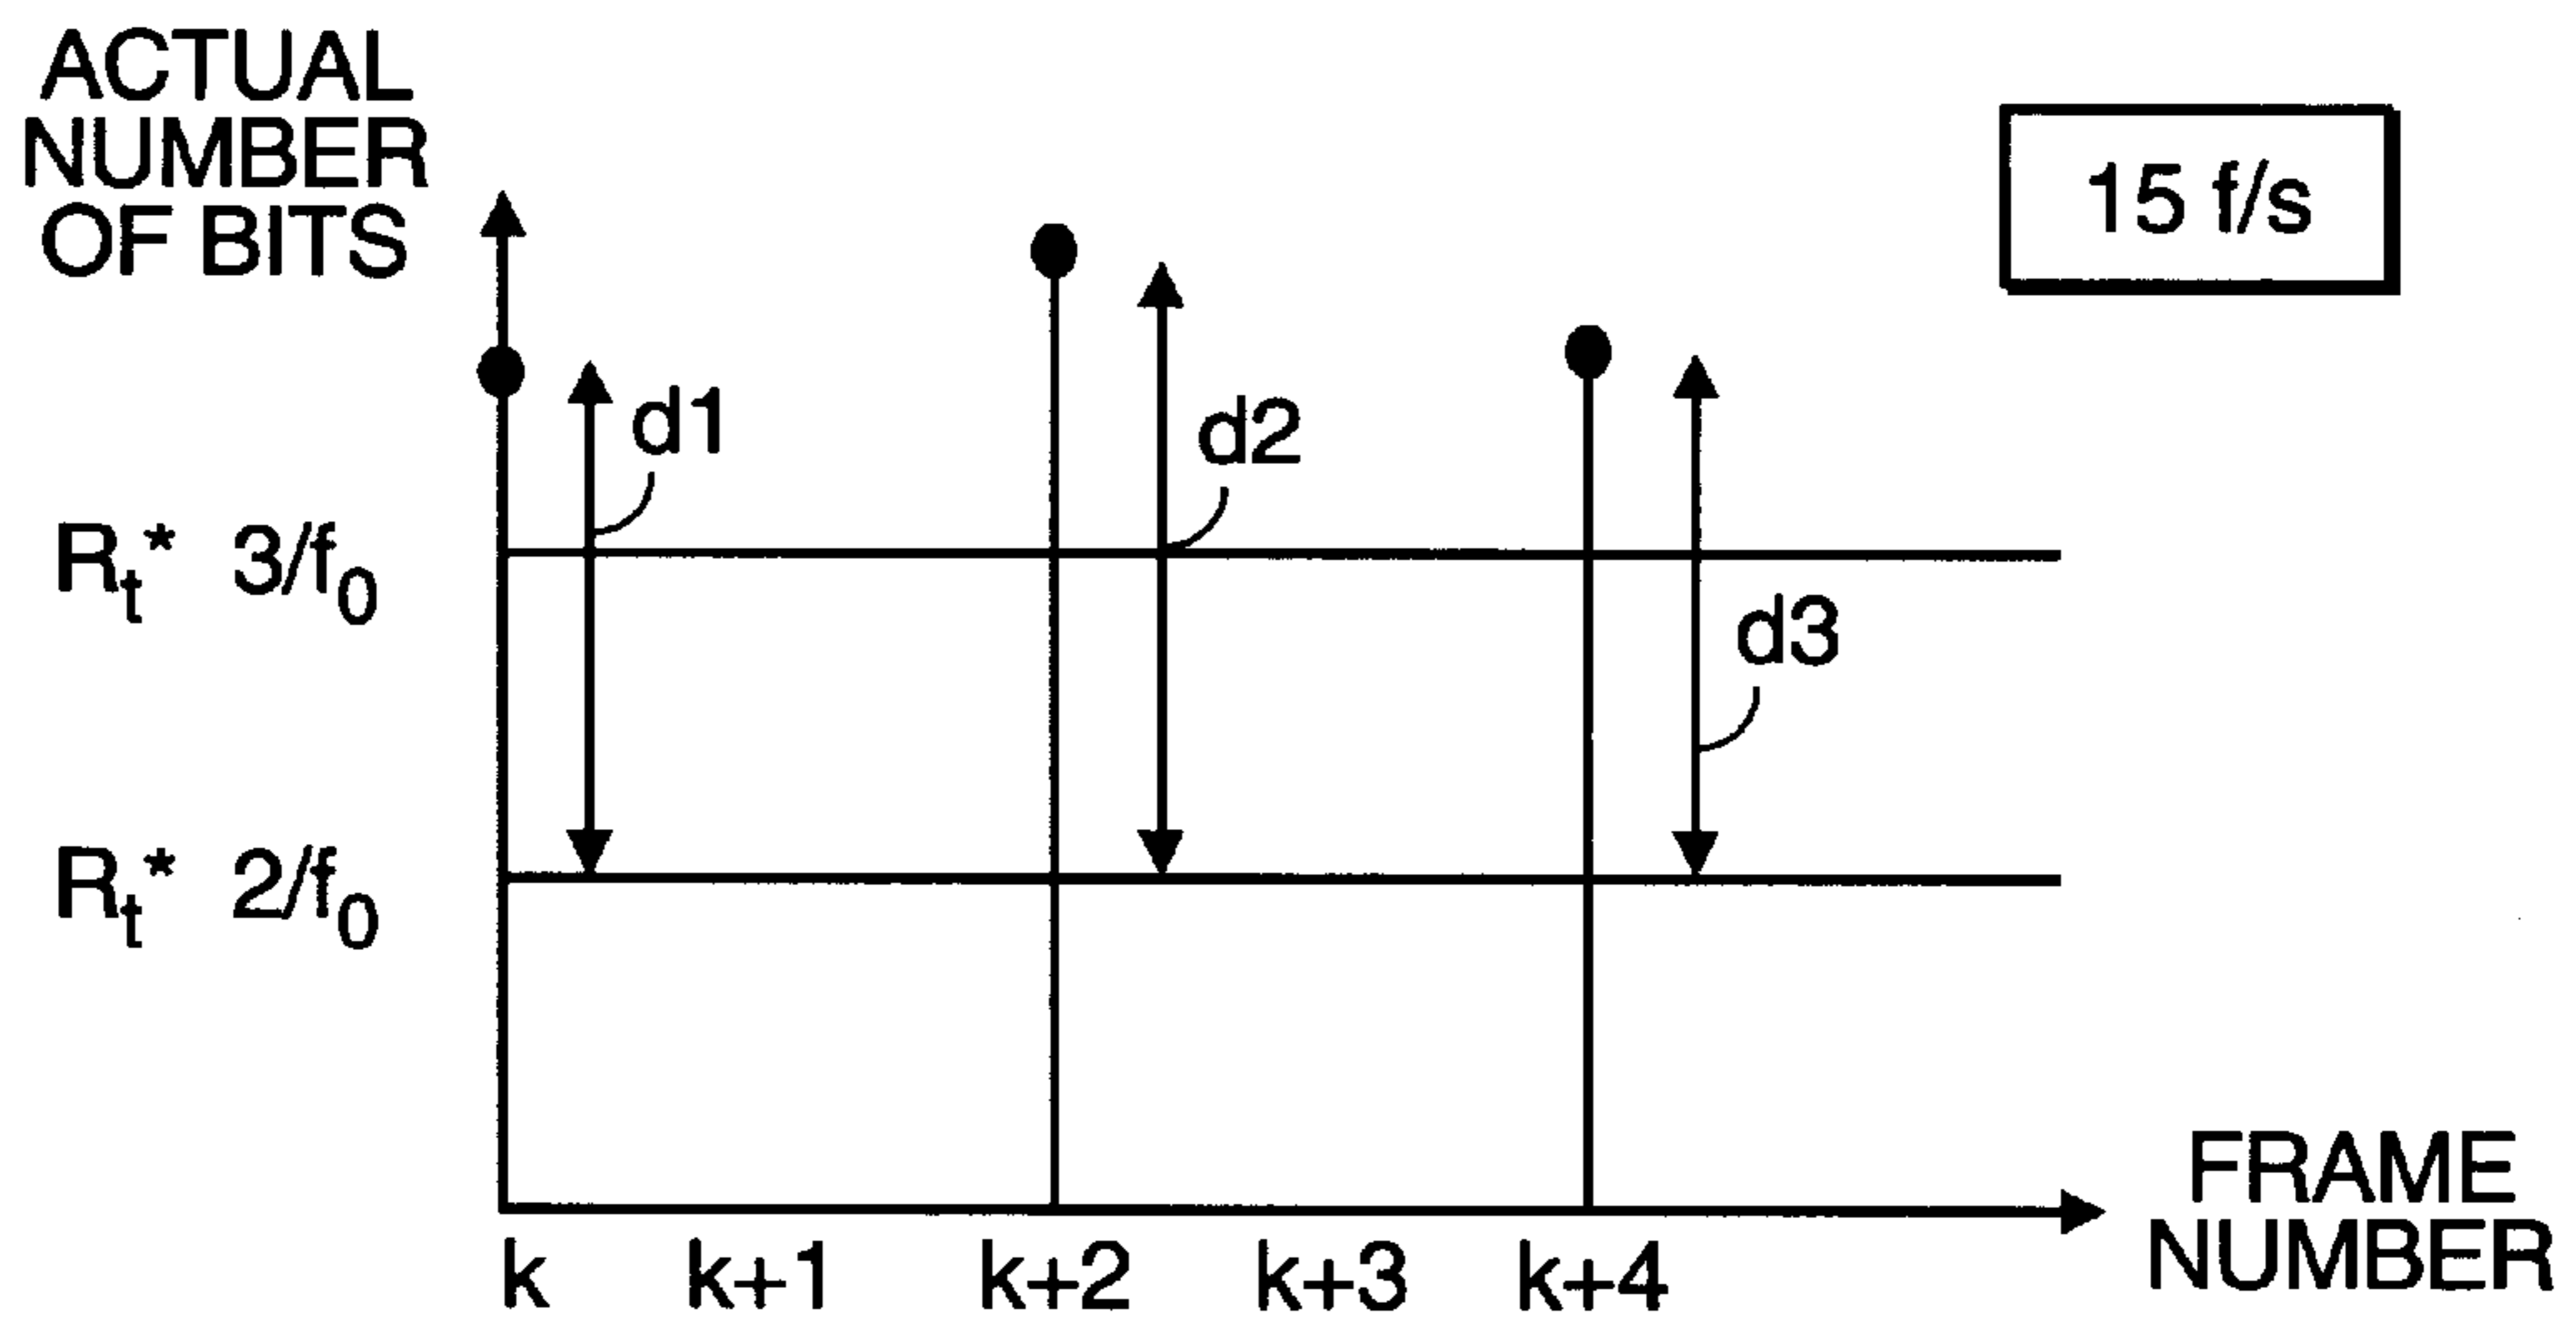 ACTUAL
NUMBER
OF BITS
15 f/s
d1
d2
d3
Rt* 3/f0
Rt* 2/f0
k k+1 k+2 k+3 k+4
FRAME
NUMBER